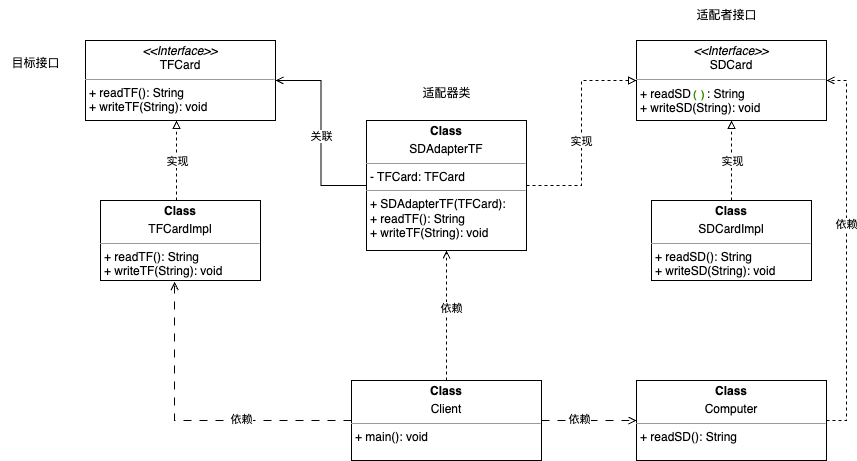 适配者接口
目标接口
<<Interface>>
TFCard
+ readTF(): String
+ writeTF(String): void
适配器类
<<Interface>>
SDCard
+ readSD(): String
+ writeSD(String): void
关联
Class
SDAdapterTF
- TFCard: TFCard
+ SDAdapterTF(TFCard):
+ readTF(): String
+ writeTF(String): void
实现
实现
实现
Class
TFCardImpl
+ readTF(): String
+ writeTF(String): void
Class
SDCardImpl
+ readSD(): String
+ writeSD(String): void
依赖
依赖
Class
Client
+ main(): void
依赖
依赖
Class
Computer
+ readSD(): String